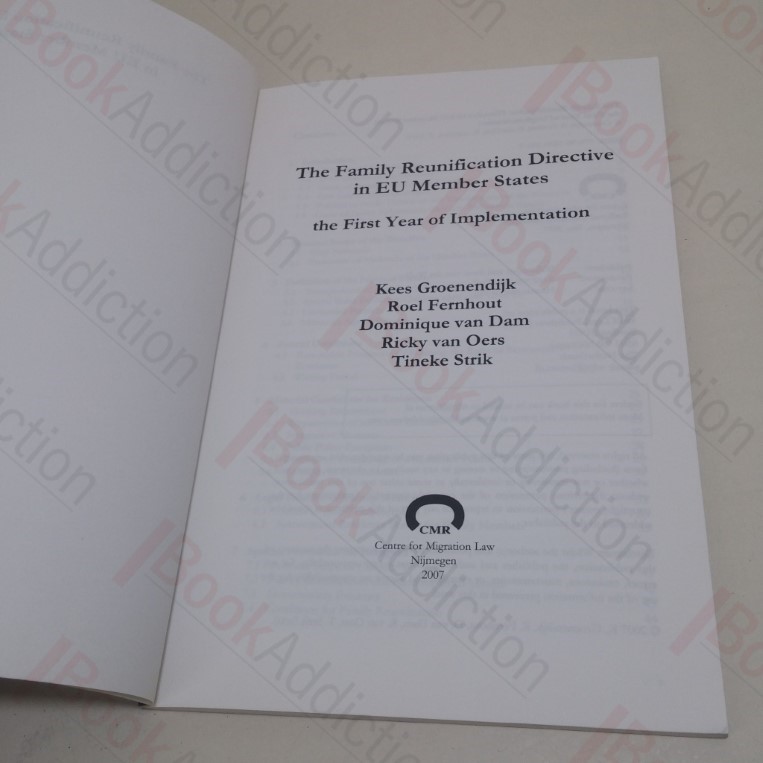 The Family Reunification Directive
in EU Member States
the First Year of Implementation
Kees Groenendijk
Roel Fernhout
Dominique van Dam
Ricky van Oers
Tineke Strik
CMR
Centre for Migration Law
Nijmegen
2007
BookAddiction